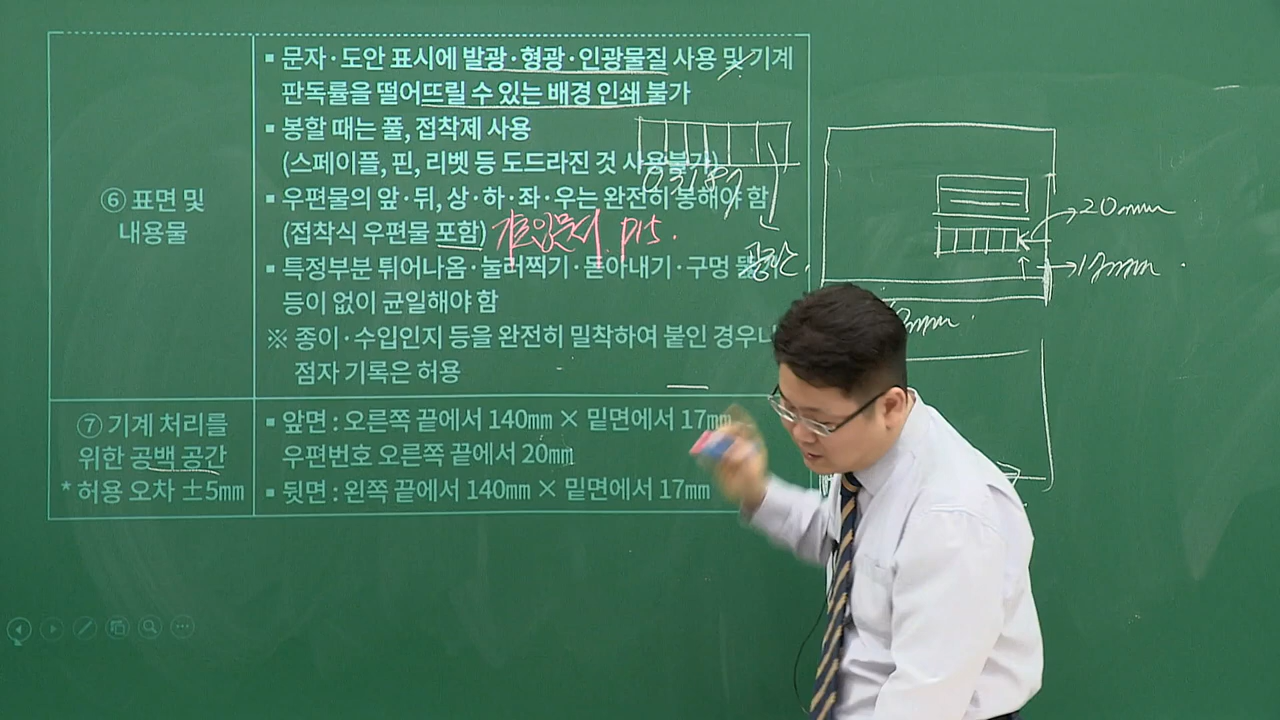 ⑥ 표면 및
내용물
▪ 문자·도안 표시에 발광·형광·인광물질 사용 및 기계
판독률을 떨어뜨릴 수 있는 배경 인쇄 불가
▪ 봉할 때는 풀, 접착제 사용
(스페이플, 핀, 리벳 등 도드라진 것 사용불가)
▪ 우편물의 앞·뒤, 상·하·좌·우는 완전히 봉해야 함
(접착식 우편물 포함)
P15.
▪ 특정부분 튀어나옴·눌러찍기·돋아내기·구멍
등이 없이 균일해야 함
※ 종이·수입인지 등을 완전히 밀착하여 붙인 경우나
점자 기록은 허용
⑦ 기계 처리를
위한 공백 공간
* 허용 오차 ±5mm
▪ 앞면 : 오른쪽 끝에서 140mm × 밑면에서 17mm
우편번호 오른쪽 끝에서 20mm
▪ 뒷면 : 왼쪽 끝에서 140mm × 밑면에서 17mm
20mm
17mm